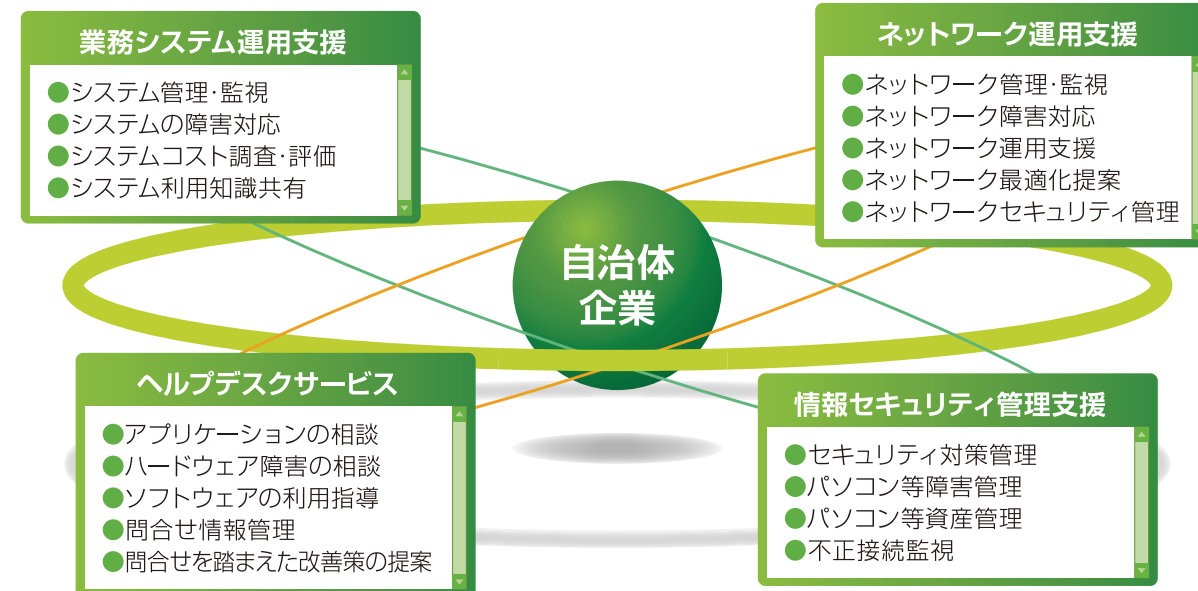 業務システム運用支援
●システム管理･監視
●システムの障害対応
●システムコスト調査･評価
●システム利用知識共有
ネットワーク運用支援
●ネットワーク管理･監視
●ネットワーク障害対応
●ネットワーク運用支援
●ネットワーク最適化提案
●ネットワークセキュリティ管理
自治体
企業
ヘルプデスクサービス
●アプリケーションの相談
●ハードウェア障害の相談
●ソフトウェアの利用指導
●問合せ情報管理
●問合せを踏まえた改善策の提案
情報セキュリティ管理支援
●セキュリティ対策管理
●パソコン等障害管理
●パソコン等資産管理
●不正接続監視